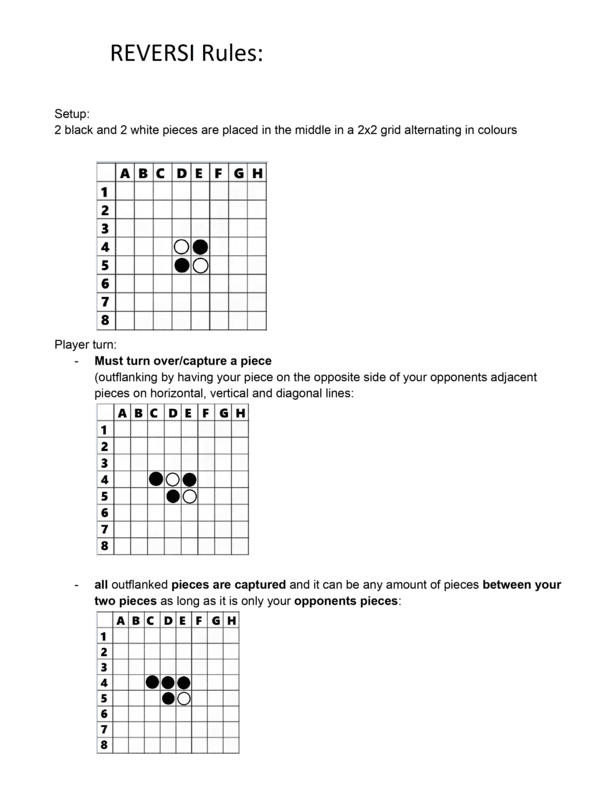 REVERSI Rules:
Setup:
2 black and 2 white pieces are placed in the middle in a 2x2 grid alternating in colours
A B C D E F G H
1
2
3
4
5
6
7
8
Player turn:
- Must turn over/capture a piece
(outflanking by having your piece on the opposite side of your opponents adjacent
pieces on horizontal, vertical and diagonal lines:
A B C D E F G H
1
2
3
4
5
6
7
8
- all outflanked pieces are captured and it can be any amount of pieces between your
two pieces as long as it is only your opponents pieces:
A B C D E F G H
1
2
3
4
5
6
7
8